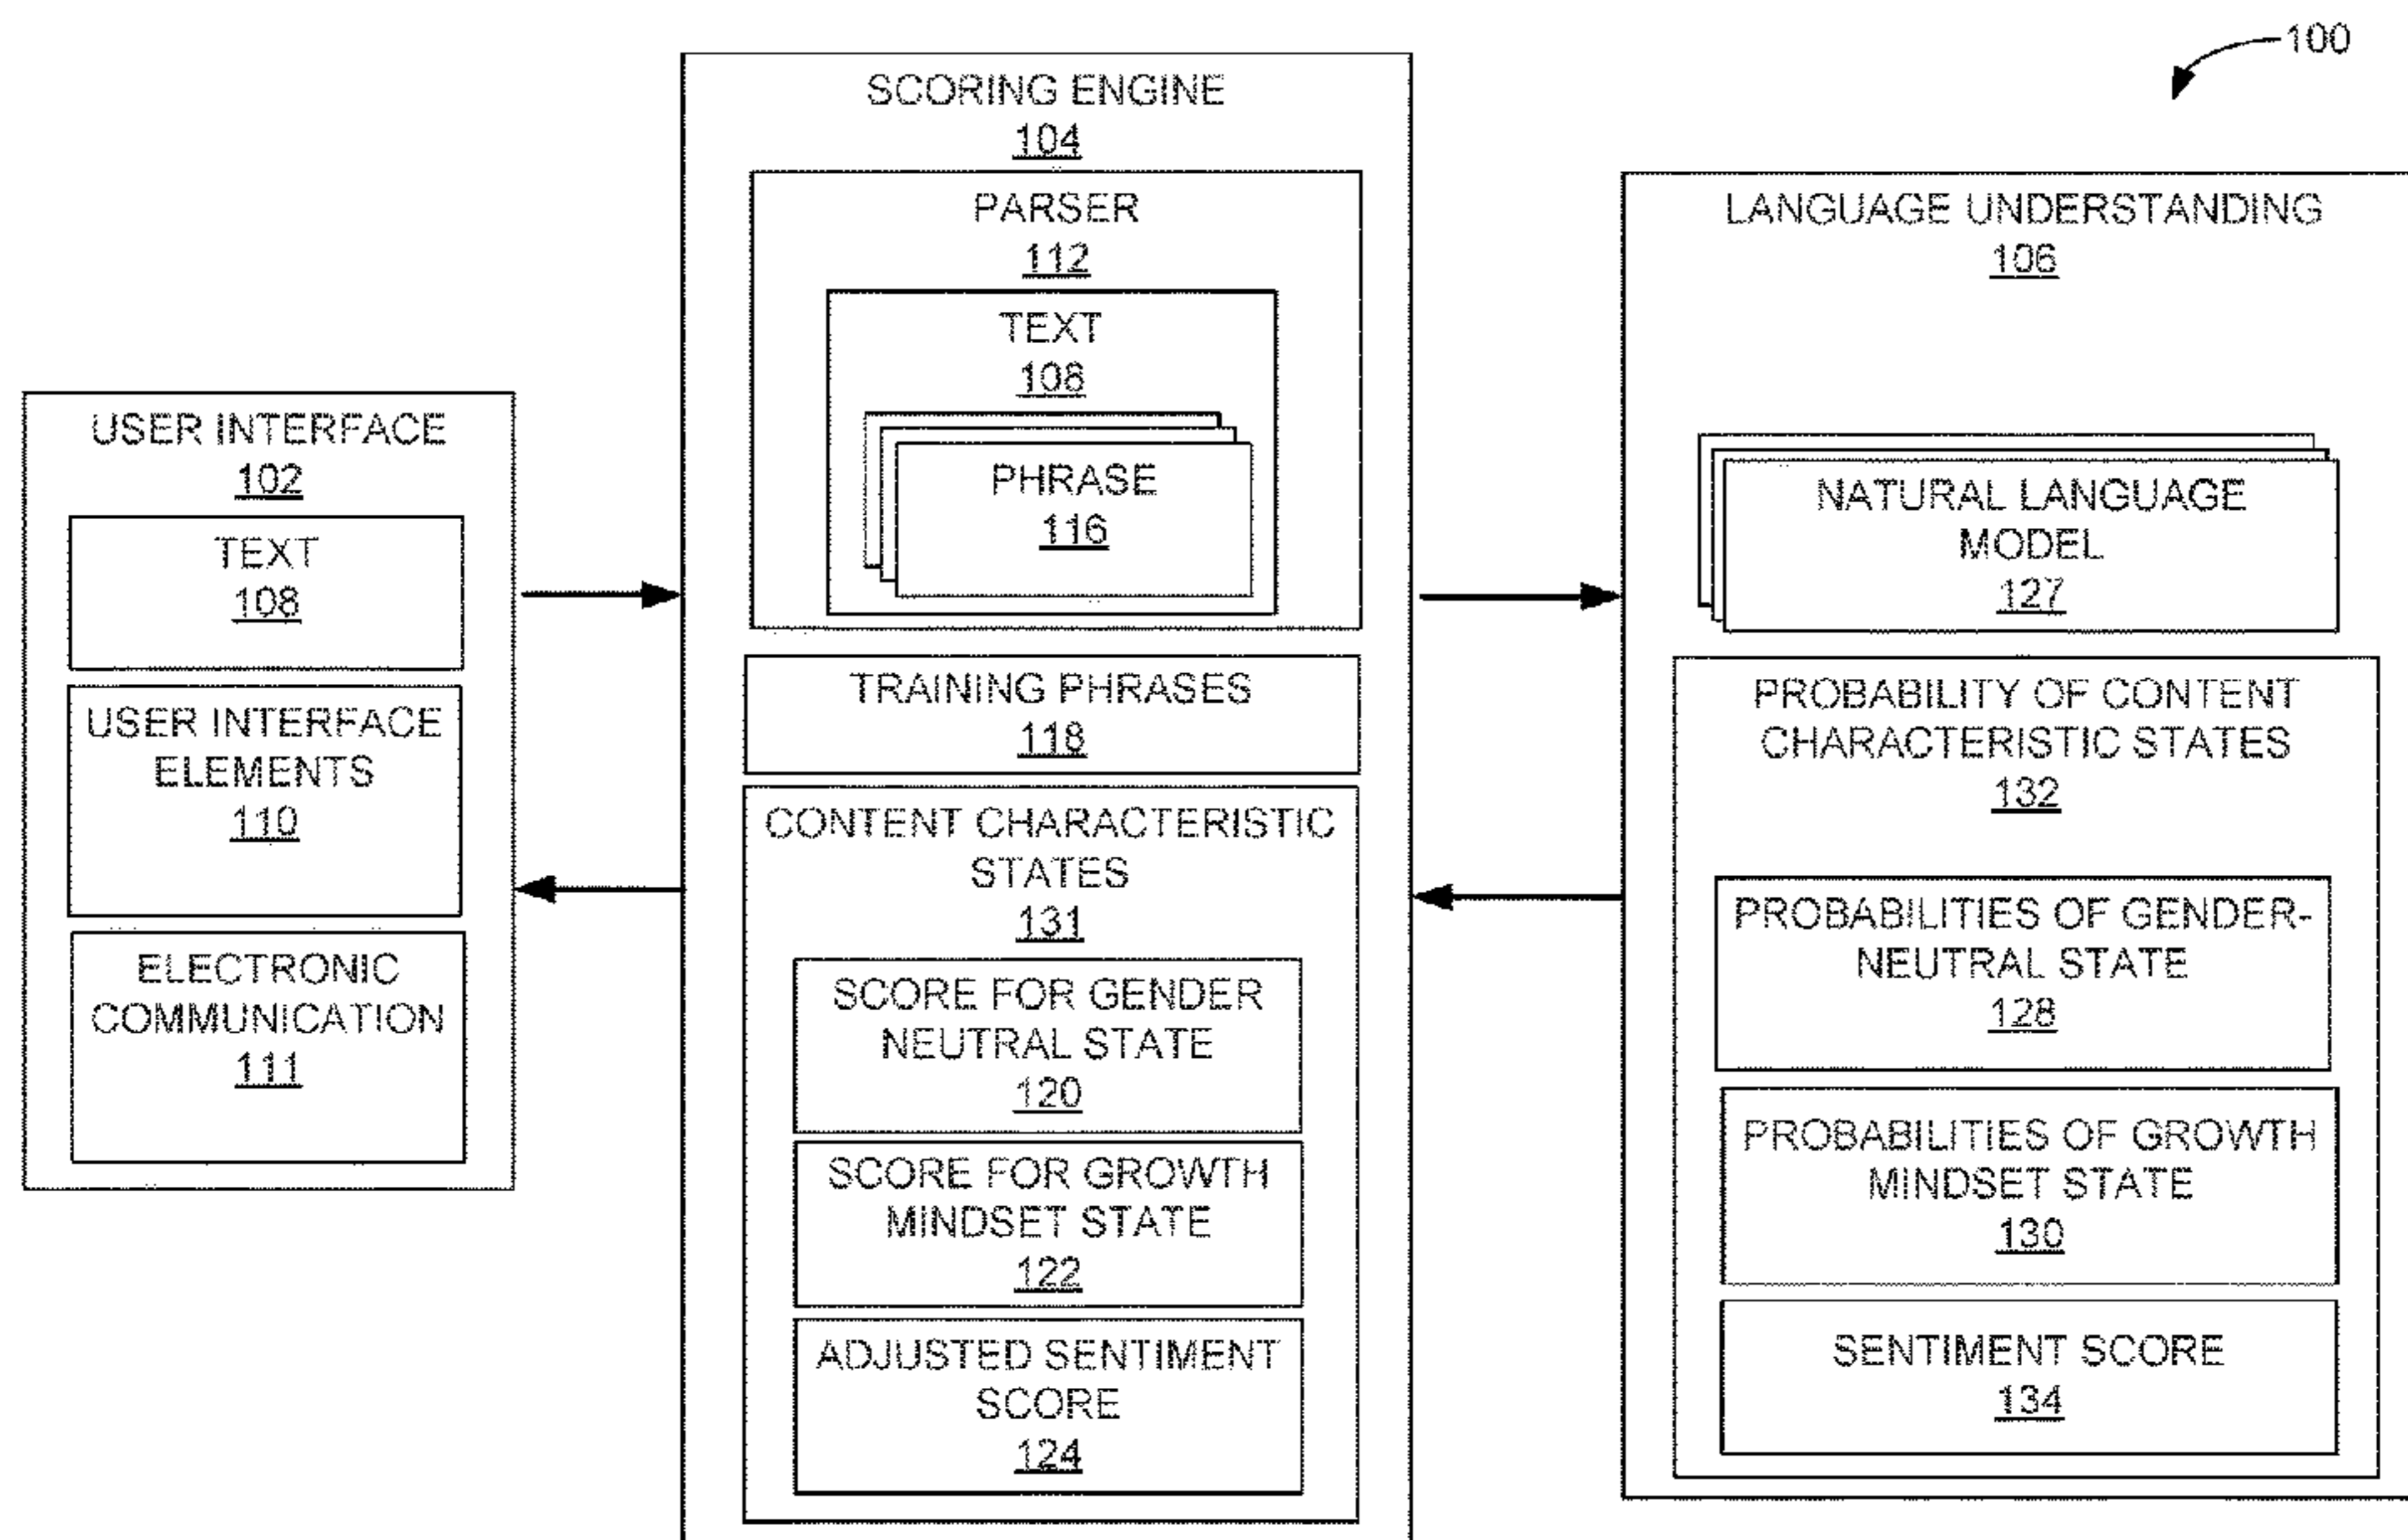 100
USER INTERFACE
102
TEXT
108
USER INTERFACE
ELEMENTS
110
ELECTRONIC
COMMUNICATION
111
SCORING ENGINE
104
PARSER
112
TEXT
108
PHRASE
116
TRAINING PHRASES
118
CONTENT CHARACTERISTIC
STATES
131
SCORE FOR GENDER
NEUTRAL STATE
120
SCORE FOR GROWTH
MINDSET STATE
122
ADJUSTED SENTIMENT
SCORE
124
LANGUAGE UNDERSTANDING
106
NATURAL LANGUAGE
MODEL
127
PROBABILITY OF CONTENT
CHARACTERISTIC STATES
132
PROBABILITIES OF GENDER-
NEUTRAL STATE
128
PROBABILITIES OF GROWTH
MINDSET STATE
130
SENTIMENT SCORE
134